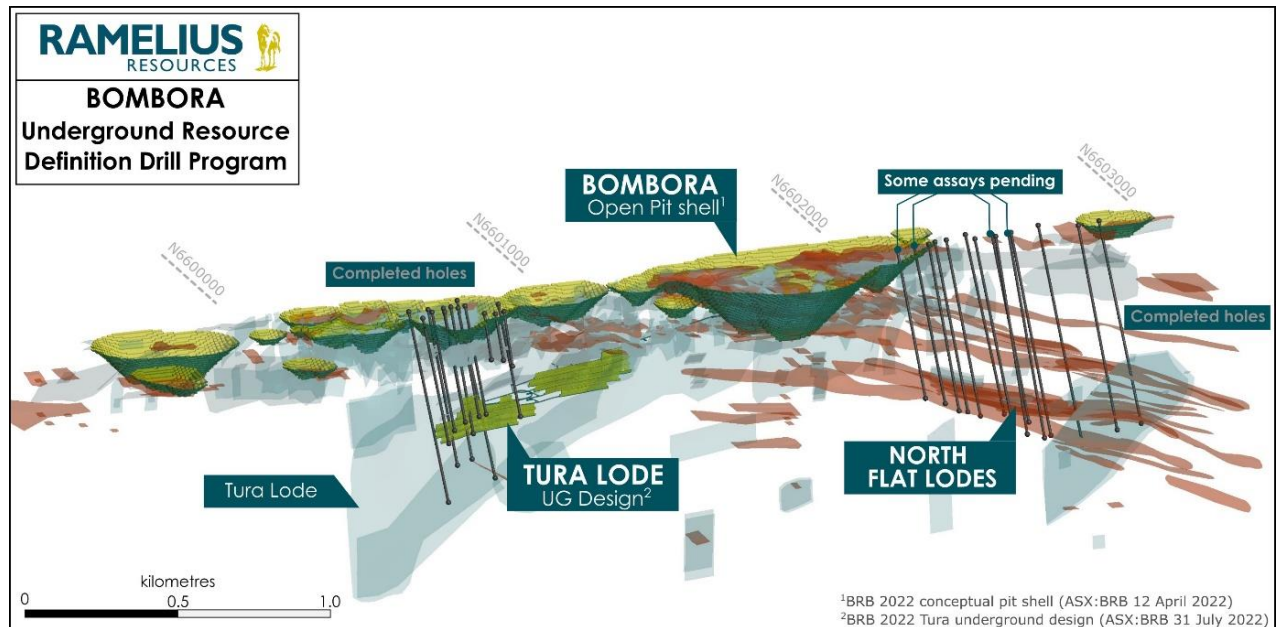 RAMELIUS
RESOURCES
BOMBORA
Underground Resource
Definition Drill Program
N6600000
Completed holes
N6601000
BOMBORA
Open Pit shell¹
N6602000
Some assays pending
N6603000
Completed holes
Tura Lode
TURA LODE
UG Design²
NORTH
FLAT LODES
kilometres
0 0.5 1.0
¹BRB 2022 conceptual pit shell (ASX:BRB 12 April 2022)
²BRB 2022 Tura underground design (ASX:BRB 31 July 2022)